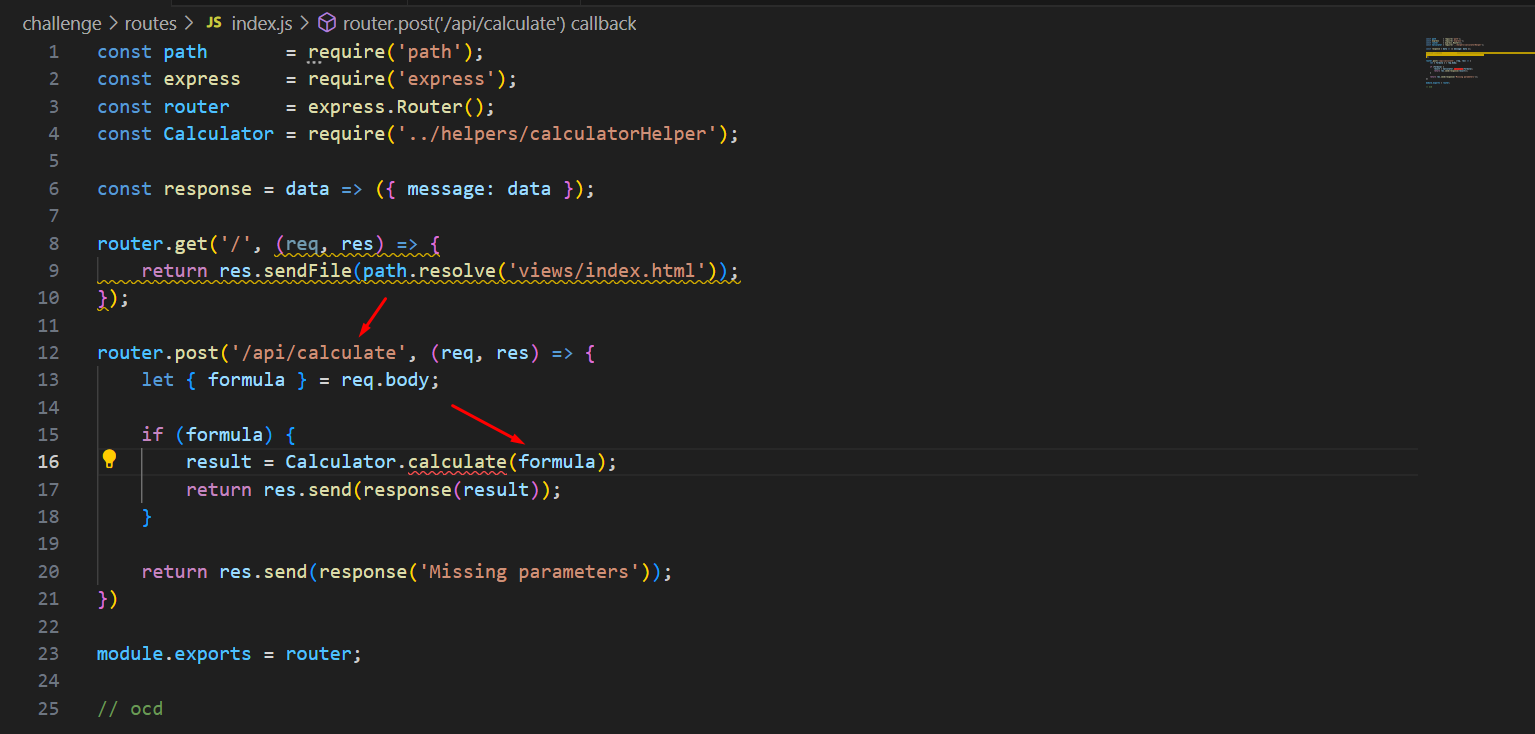 challenge > routes > JS index.js > router.post('/api/calculate') callback
1 const path       = require('path');
2 const express    = require('express');
3 const router     = express.Router();
4 const Calculator = require('../helpers/calculatorHelper');
5
6 const response = data => ({ message: data });
7
8 router.get('/', (req, res) => {
9     return res.sendFile(path.resolve('views/index.html'));
10 });
11
12 router.post('/api/calculate', (req, res) => {
13     let { formula } = req.body;
14
15     if (formula) {
16         result = Calculator.calculate(formula);
17         return res.send(response(result));
18     }
19
20     return res.send(response('Missing parameters'));
21 })
22
23 module.exports = router;
24
25 // ocd